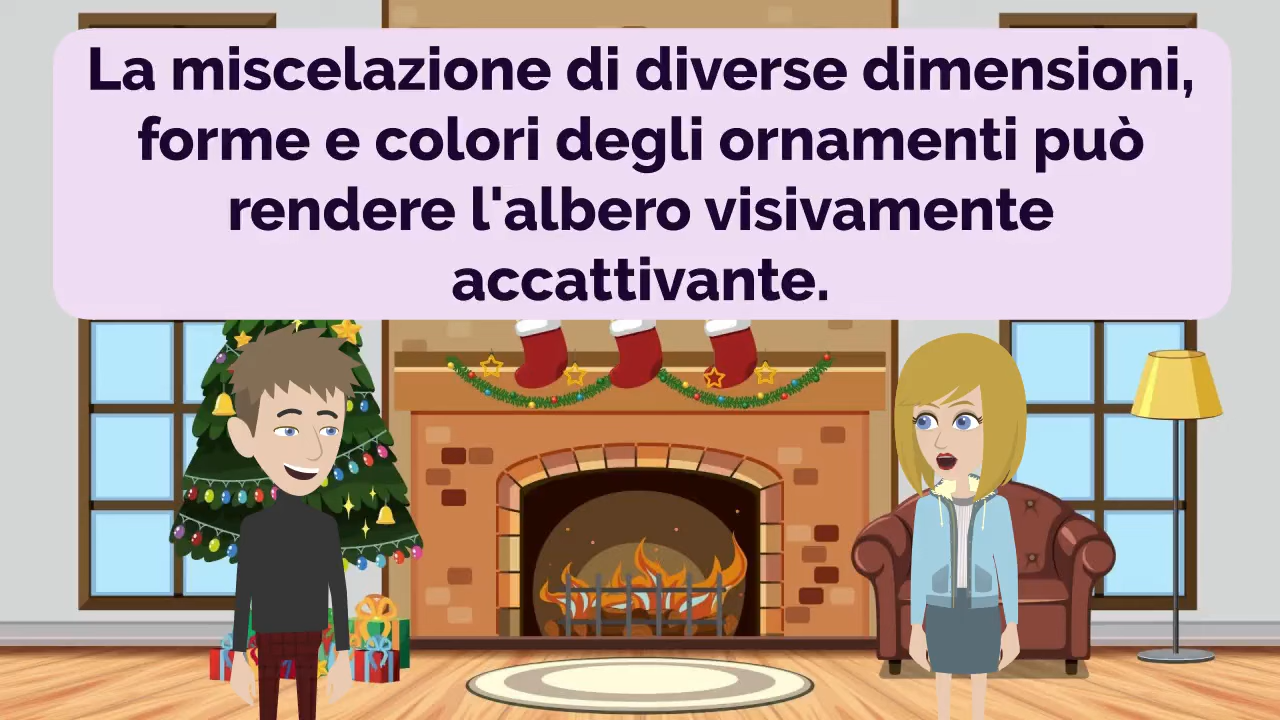 La miscelazione di diverse dimensioni,
forme e colori degli ornamenti può
rendere l'albero visivamente
accattivante.